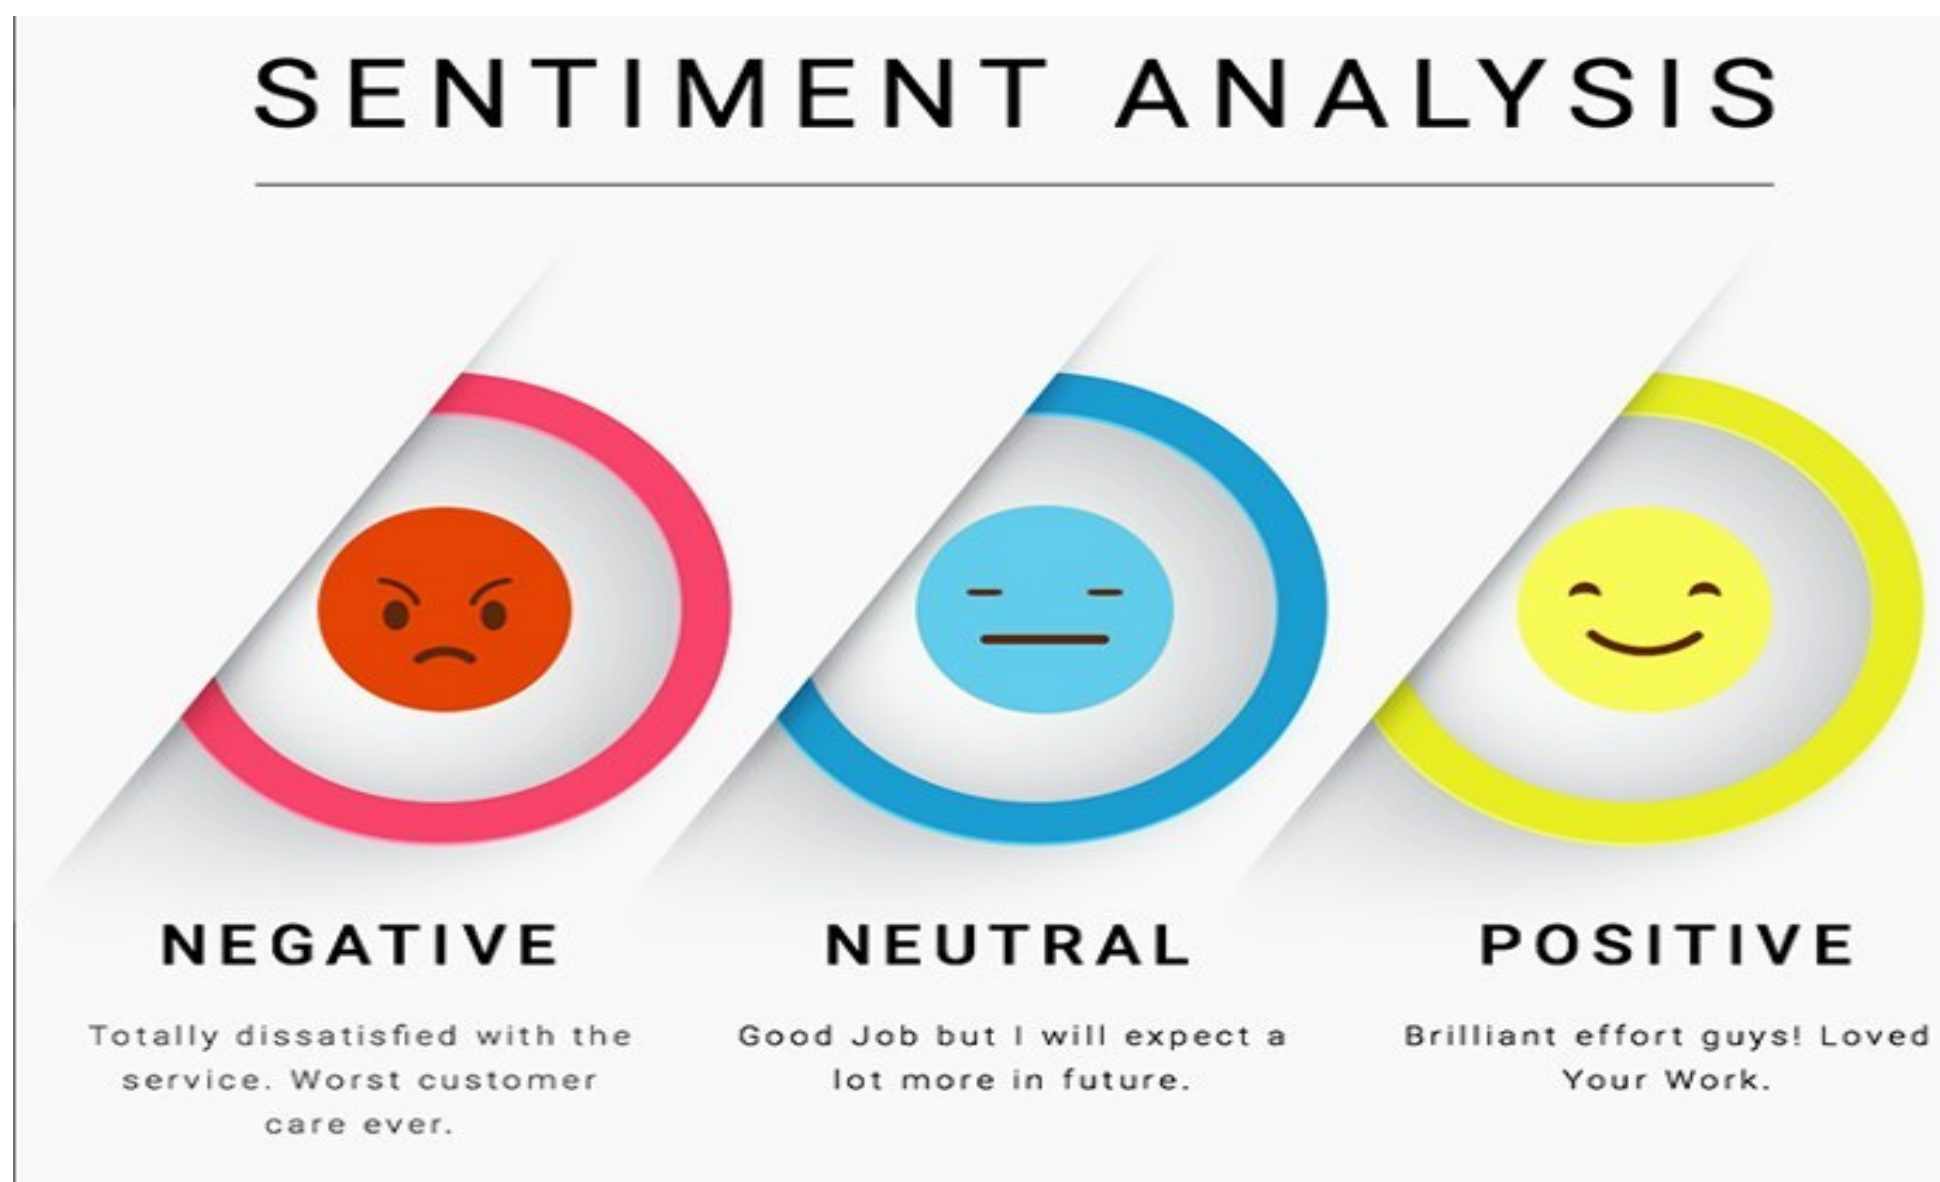 SENTIMENT ANALYSIS
NEGATIVE
Totally dissatisfied with the
service. Worst customer
care ever.
NEUTRAL
Good Job but I will expect a
lot more in future.
POSITIVE
Brilliant effort guys! Loved
Your Work.